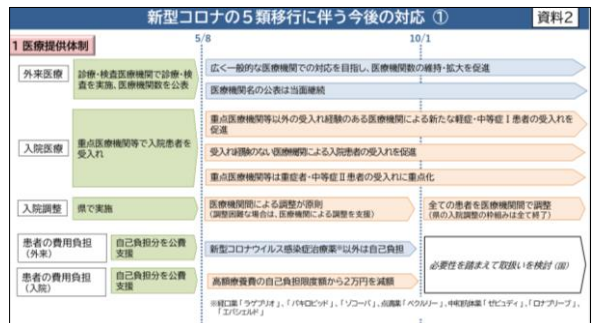 新型コロナの５類移行に伴う今後の対応 ①
資料２
1 医療提供体制
5/8
10/1
外来医療
診療・検査医療機関で診療・検
査を実施、医療機関数を公表
広く一般的な医療機関での対応を目指し、医療機関数の維持・拡大を促進
医療機関名の公表は当面継続
入院医療
重点医療機関等で入院患者を
受入れ
重点医療機関等以外の受入れ経験のある医療機関による新たな軽症・中等症Ⅰ患者の受入れを
促進
受入れ経験のない医療機関による入院患者の受入れを促進
重点医療機関等は重症者・中等症Ⅱ患者の受入れに重点化
入院調整
県で実施
医療機関間による調整が原則
(調整困難な場合は、医療機関による調整を支援)
全ての患者を医療機関間で調整
(県の入院調整の枠組みは全て終了)
患者の費用負担
(外来)
自己負担分を公費
支援
新型コロナウイルス感染症治療薬※以外は自己負担
必要性を踏まえて取扱いを検討 (国)
患者の費用負担
(入院)
自己負担分を公費
支援
高額療養費の自己負担限度額から２万円を減額
※経口薬「ラゲブリオ」、「パキロビッド」、「ゾコーバ」、点滴薬「ベクルリー」、中和抗体薬「ゼビュディ」、「ロナプリーブ」、
「エバシェルド」